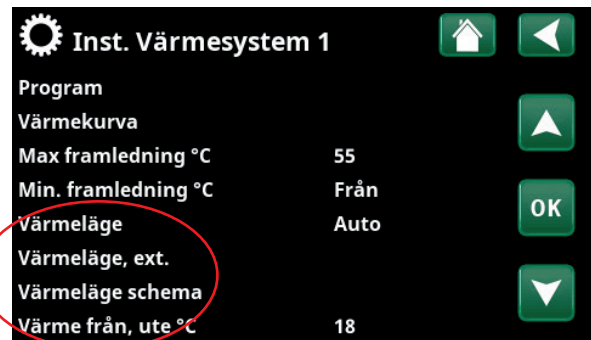 Inst. Värmesystem 1
Program
Värmekurva
Max framledning °C 55
Min. framledning °C Från
Värmeläge Auto
OK
Värmeläge, ext.
Värmeläge schema
Värme från, ute °C 18